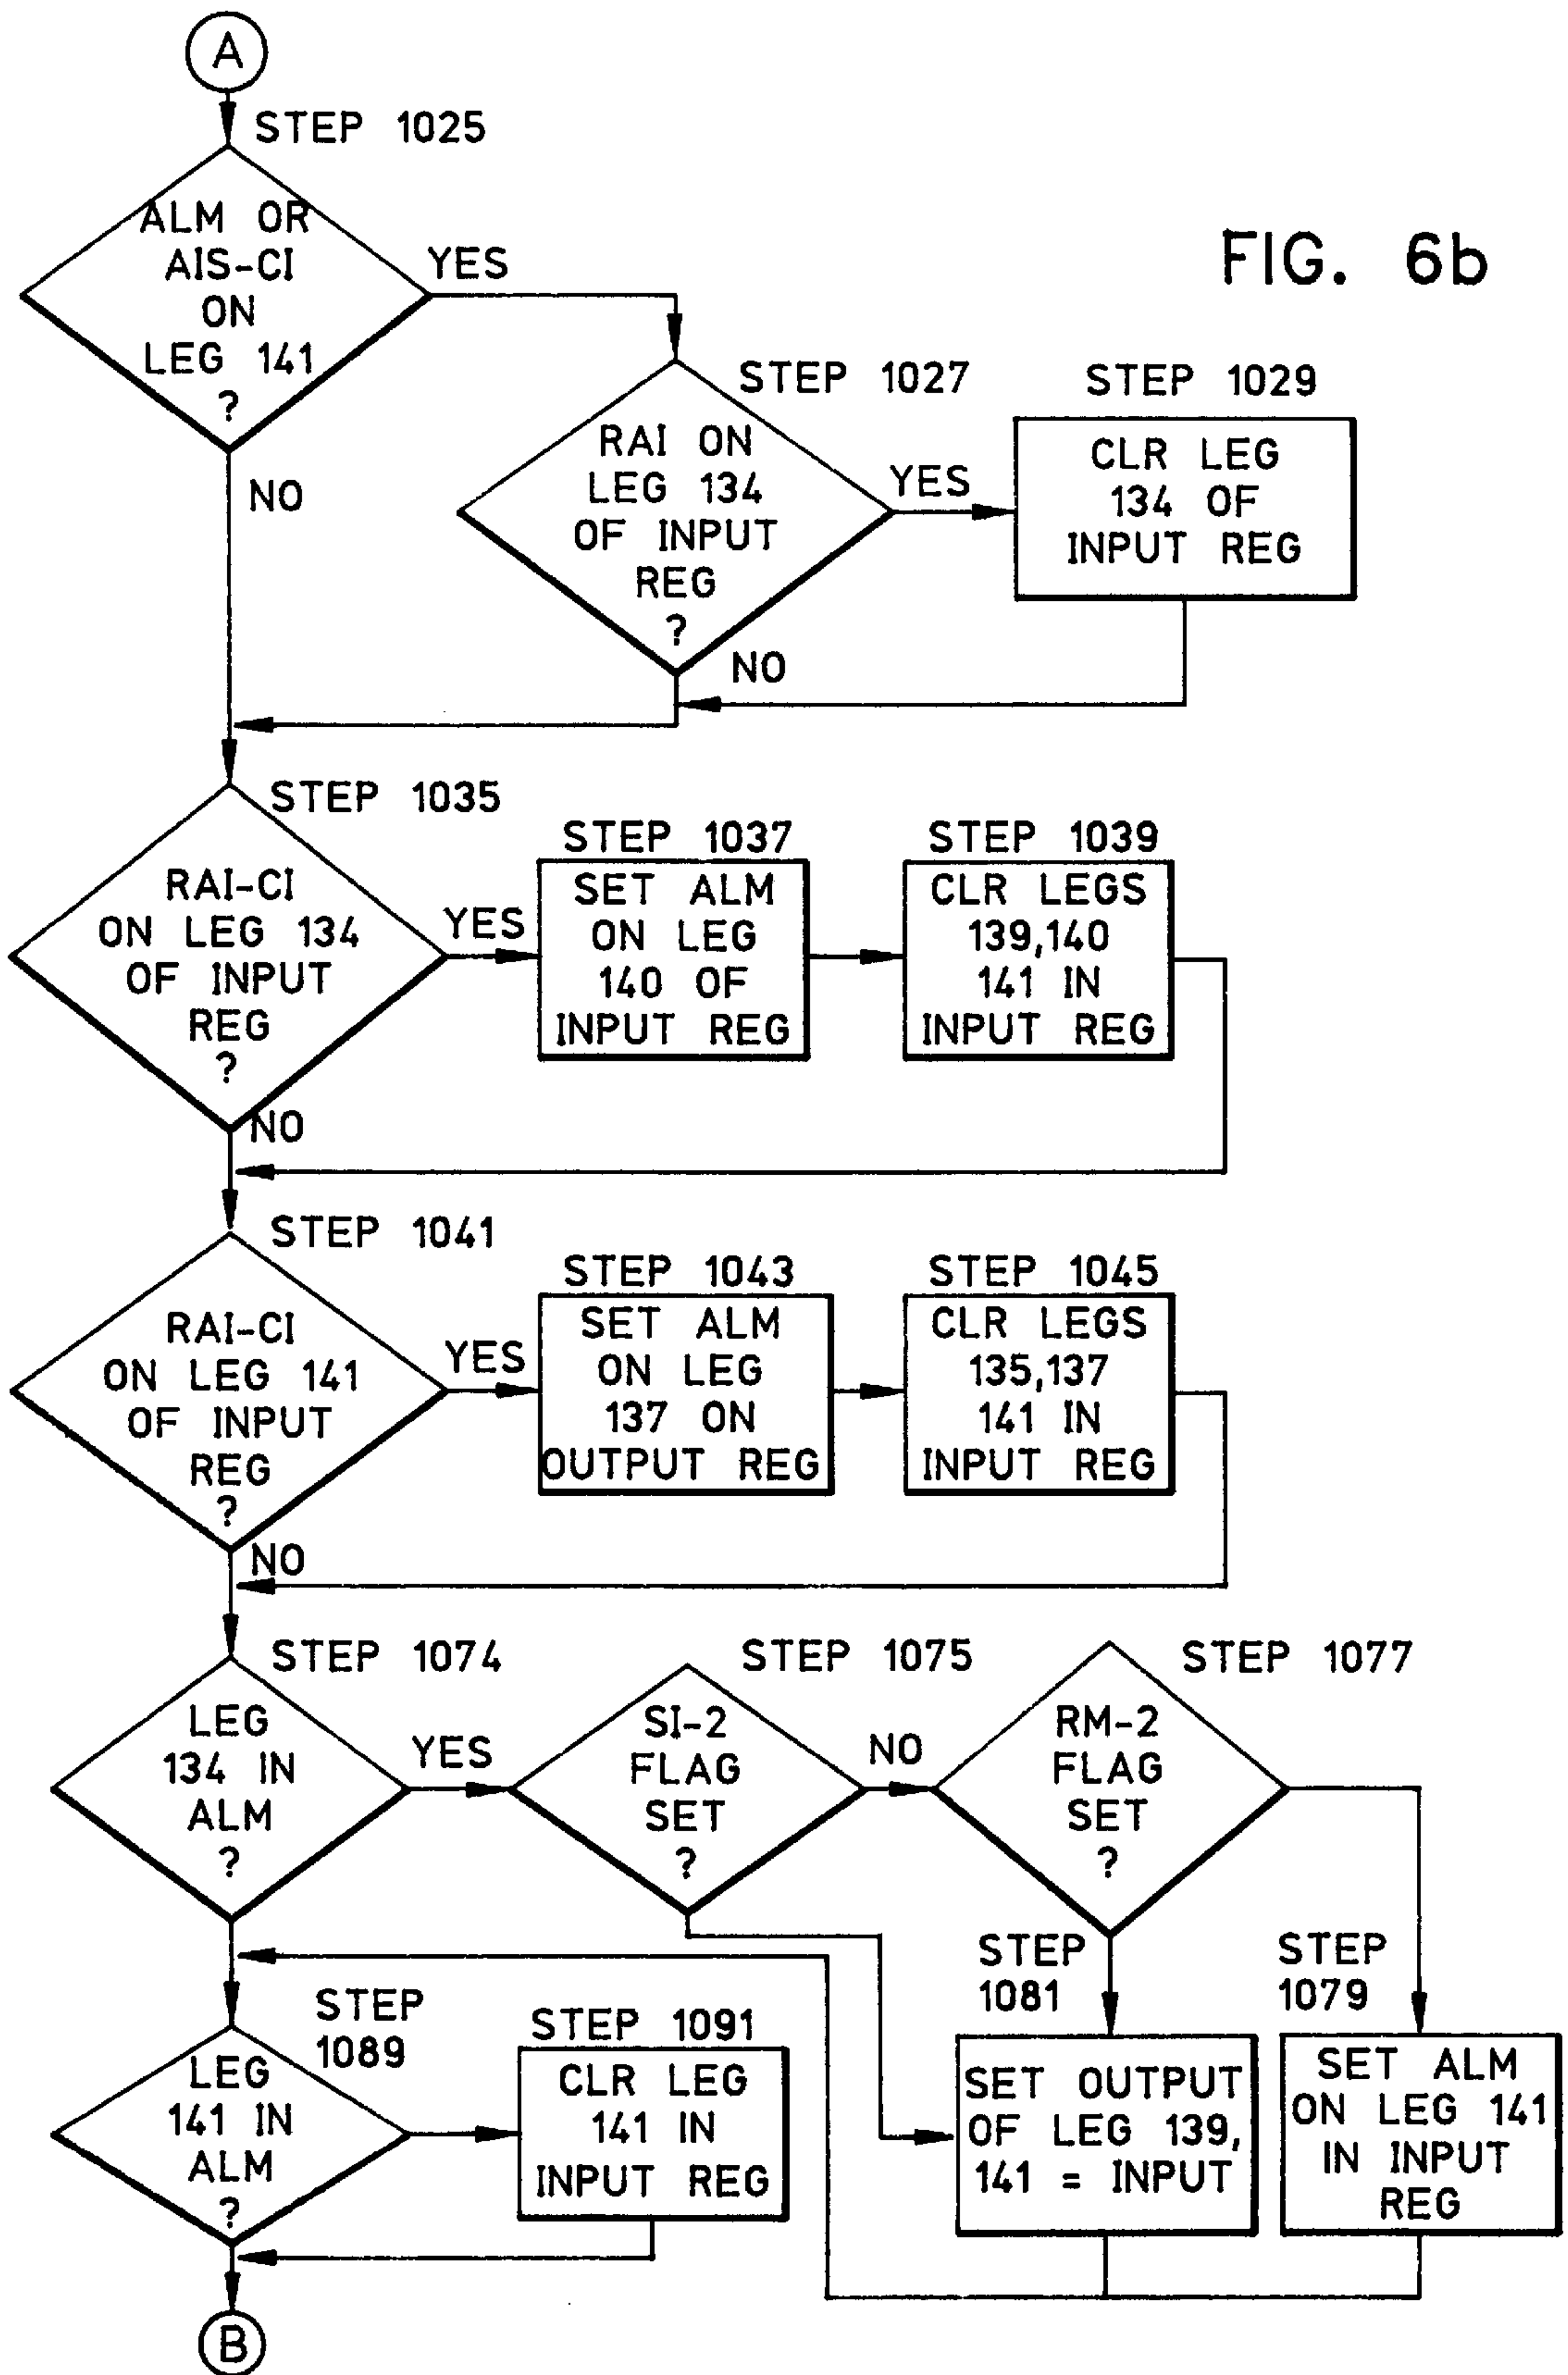 A
STEP 1025
ALM OR
AIS-CI
ON
LEG 141
?
YES
NO
FIG. 6b
STEP 1027
RAI ON
LEG 134
OF INPUT
REG
?
YES
NO
STEP 1029
CLR LEG
134 OF
INPUT REG
STEP 1035
RAI-CI
ON LEG 134
OF INPUT
REG
?
YES
NO
STEP 1037
SET ALM
ON LEG
140 OF
INPUT REG
STEP 1039
CLR LEGS
139,140
141 IN
INPUT REG
STEP 1041
RAI-CI
ON LEG 141
OF INPUT
REG
?
YES
NO
STEP 1043
SET ALM
ON LEG
137 ON
OUTPUT REG
STEP 1045
CLR LEGS
135,137
141 IN
INPUT REG
STEP 1074
LEG
134 IN
ALM
?
YES
STEP 1075
SI-2
FLAG
SET
?
NO
STEP 1077
RM-2
FLAG
SET
?
STEP
1081
SET OUTPUT
OF LEG 139,
141 = INPUT
STEP
1079
SET ALM
ON LEG 141
IN INPUT
REG
STEP
1089
LEG
141 IN
ALM
?
STEP 1091
CLR LEG
141 IN
INPUT REG
B